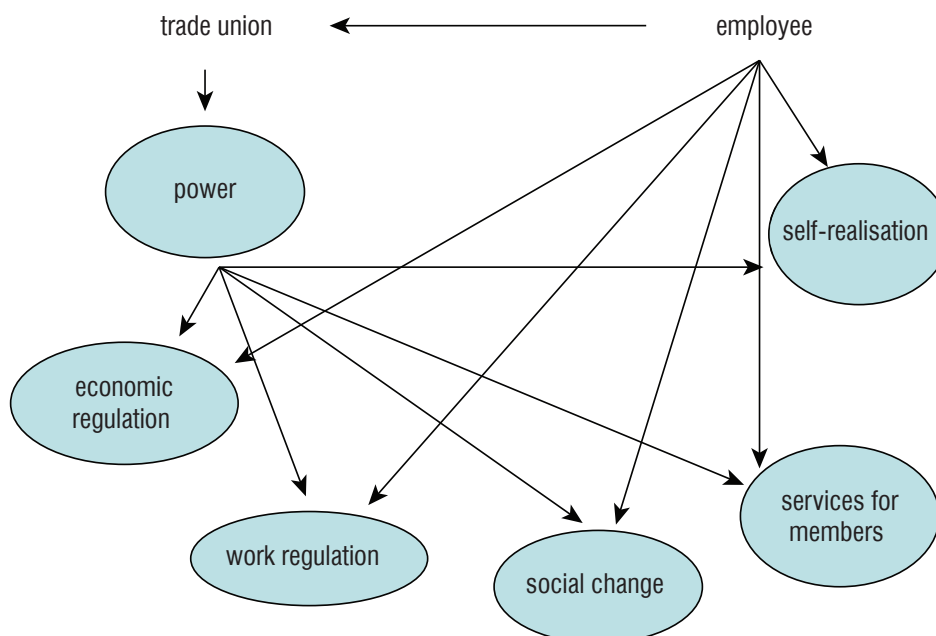 trade union
employee
power
self-realisation
economic
regulation
services for
members
work regulation
social change